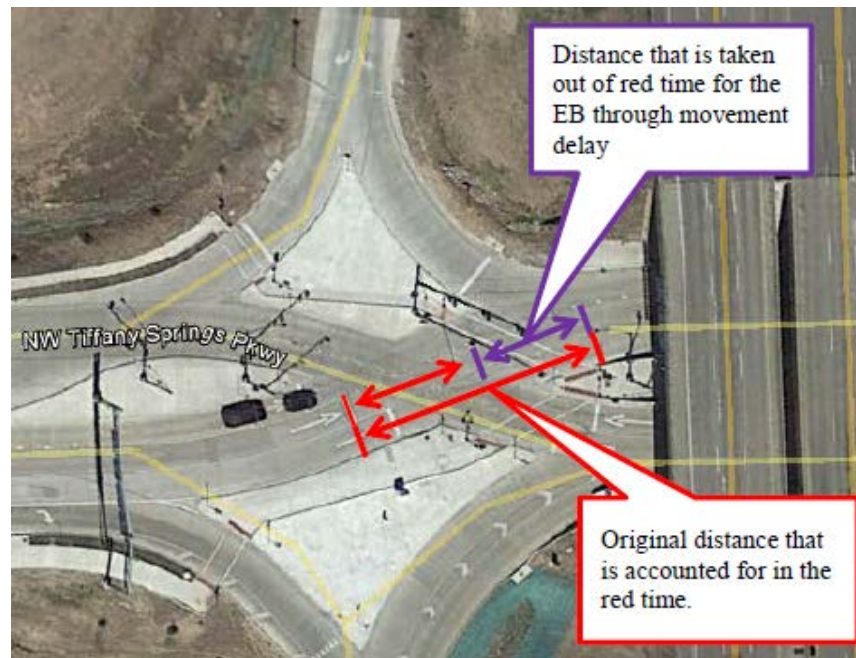 Distance that is taken
out of red time for the
EB through movement
delay
NW Tiffany Springs Pkwy
Original distance that
is accounted for in the
red time.